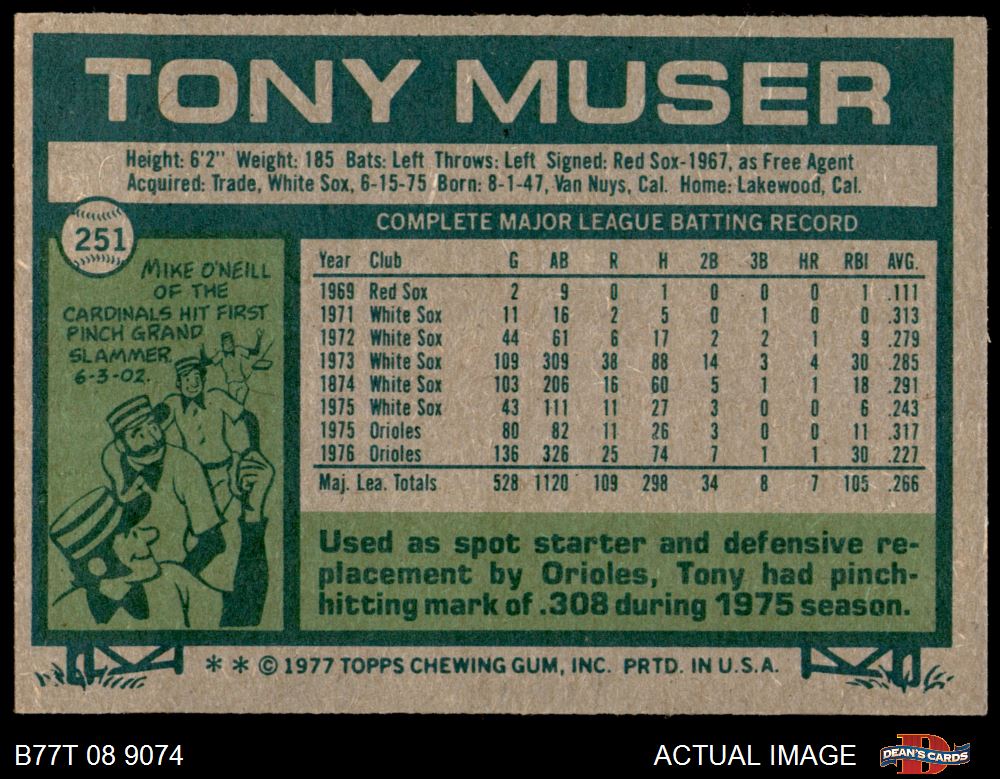 TONY MUSER
Height: 6'2" Weight: 185 Bats: Left Throws: Left Signed: Red Sox-1967, as Free Agent
Acquired: Trade, White Sox, 6-15-75 Born: 8-1-47, Van Nuys, Cal. Home: Lakewood, Cal.
251
MIKE O'NEILL
OF THE
CARDINALS HIT FIRST
PINCH GRAND
SLAMMER
6-3-02.
COMPLETE MAJOR LEAGUE BATTING RECORD
Year Club G AB R H 2B 3B HR RBI AVG.
1969 Red Sox 2 9 0 1 0 0 0 1 .111
1971 White Sox 11 16 2 5 0 1 0 0 .313
1972 White Sox 44 61 6 17 2 2 1 9 .279
1973 White Sox 109 309 38 88 14 3 4 30 .285
1874 White Sox 103 206 16 60 5 1 1 18 .291
1975 White Sox 43 111 11 27 3 0 0 6 .243
1975 Orioles 80 82 11 26 3 0 0 11 .317
1976 Orioles 136 326 25 74 7 1 1 30 .227
Maj. Lea. Totals 528 1120 109 298 34 8 7 105 .266
Used as spot starter and defensive re-
placement by Orioles, Tony had pinch-
hitting mark of .308 during 1975 season.
* * © 1977 TOPPS CHEWING GUM, INC. PRTD. IN U.S.A.
B77T 08 9074
ACTUAL IMAGE
D
DEAN'S CARDS